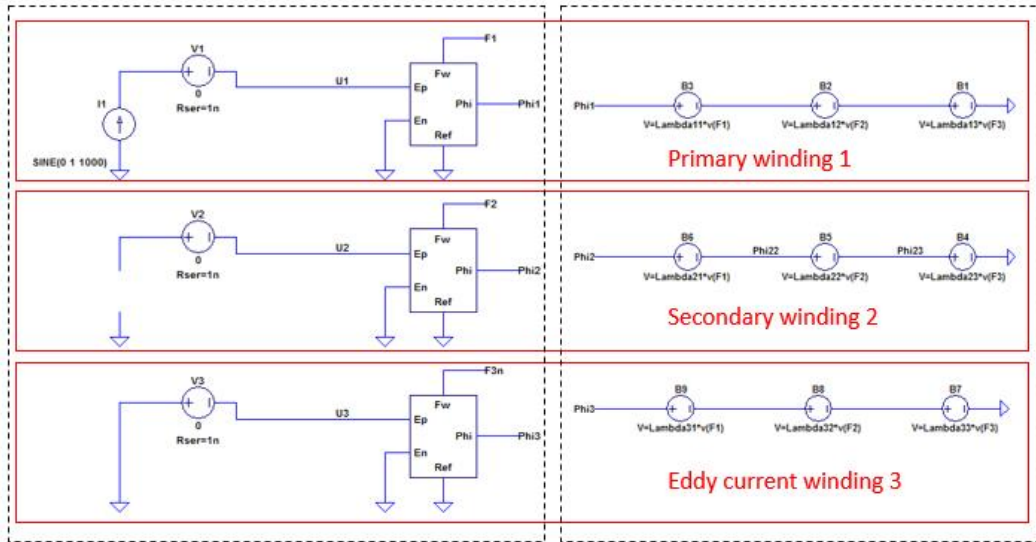 V1
0
Rser=1n
I1
SINE(0 1 1000)
U1
F1
Fw
Ep
Phi
En
Ref
Phi1
Phi1
B3
V=Lambda11*v(F1)
B2
V=Lambda12*v(F2)
B1
V=Lambda13*v(F3)
Primary winding 1
V2
0
Rser=1n
U2
F2
Fw
Ep
Phi
En
Ref
Phi2
Phi2
B6
V=Lambda21*v(F1)
Phi22
B5
V=Lambda22*v(F2)
Phi23
B4
V=Lambda23*v(F3)
Secondary winding 2
V3
0
Rser=1n
U3
F3n
Fw
Ep
Phi
En
Ref
Phi3
Phi3
B9
V=Lambda31*v(F1)
B8
V=Lambda32*v(F2)
B7
V=Lambda33*v(F3)
Eddy current winding 3